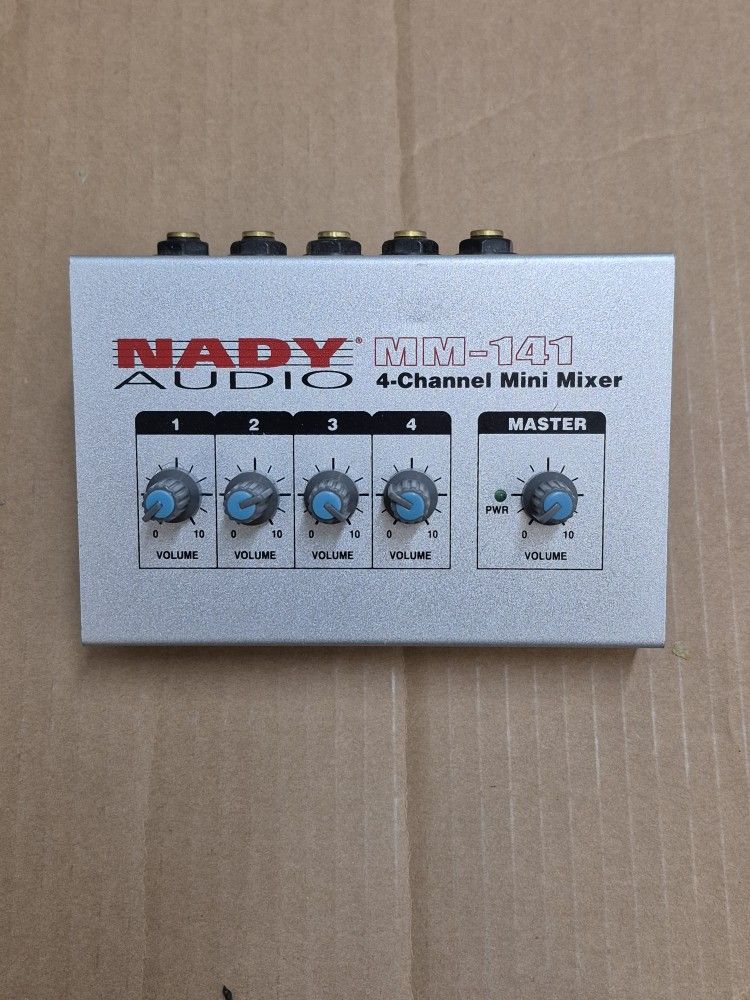 NADY® MM-141
AUDIO 4-Channel Mini Mixer
1 2 3 4 MASTER
PWR
0 10 0 10 0 10 0 10 0 10
VOLUME VOLUME VOLUME VOLUME VOLUME